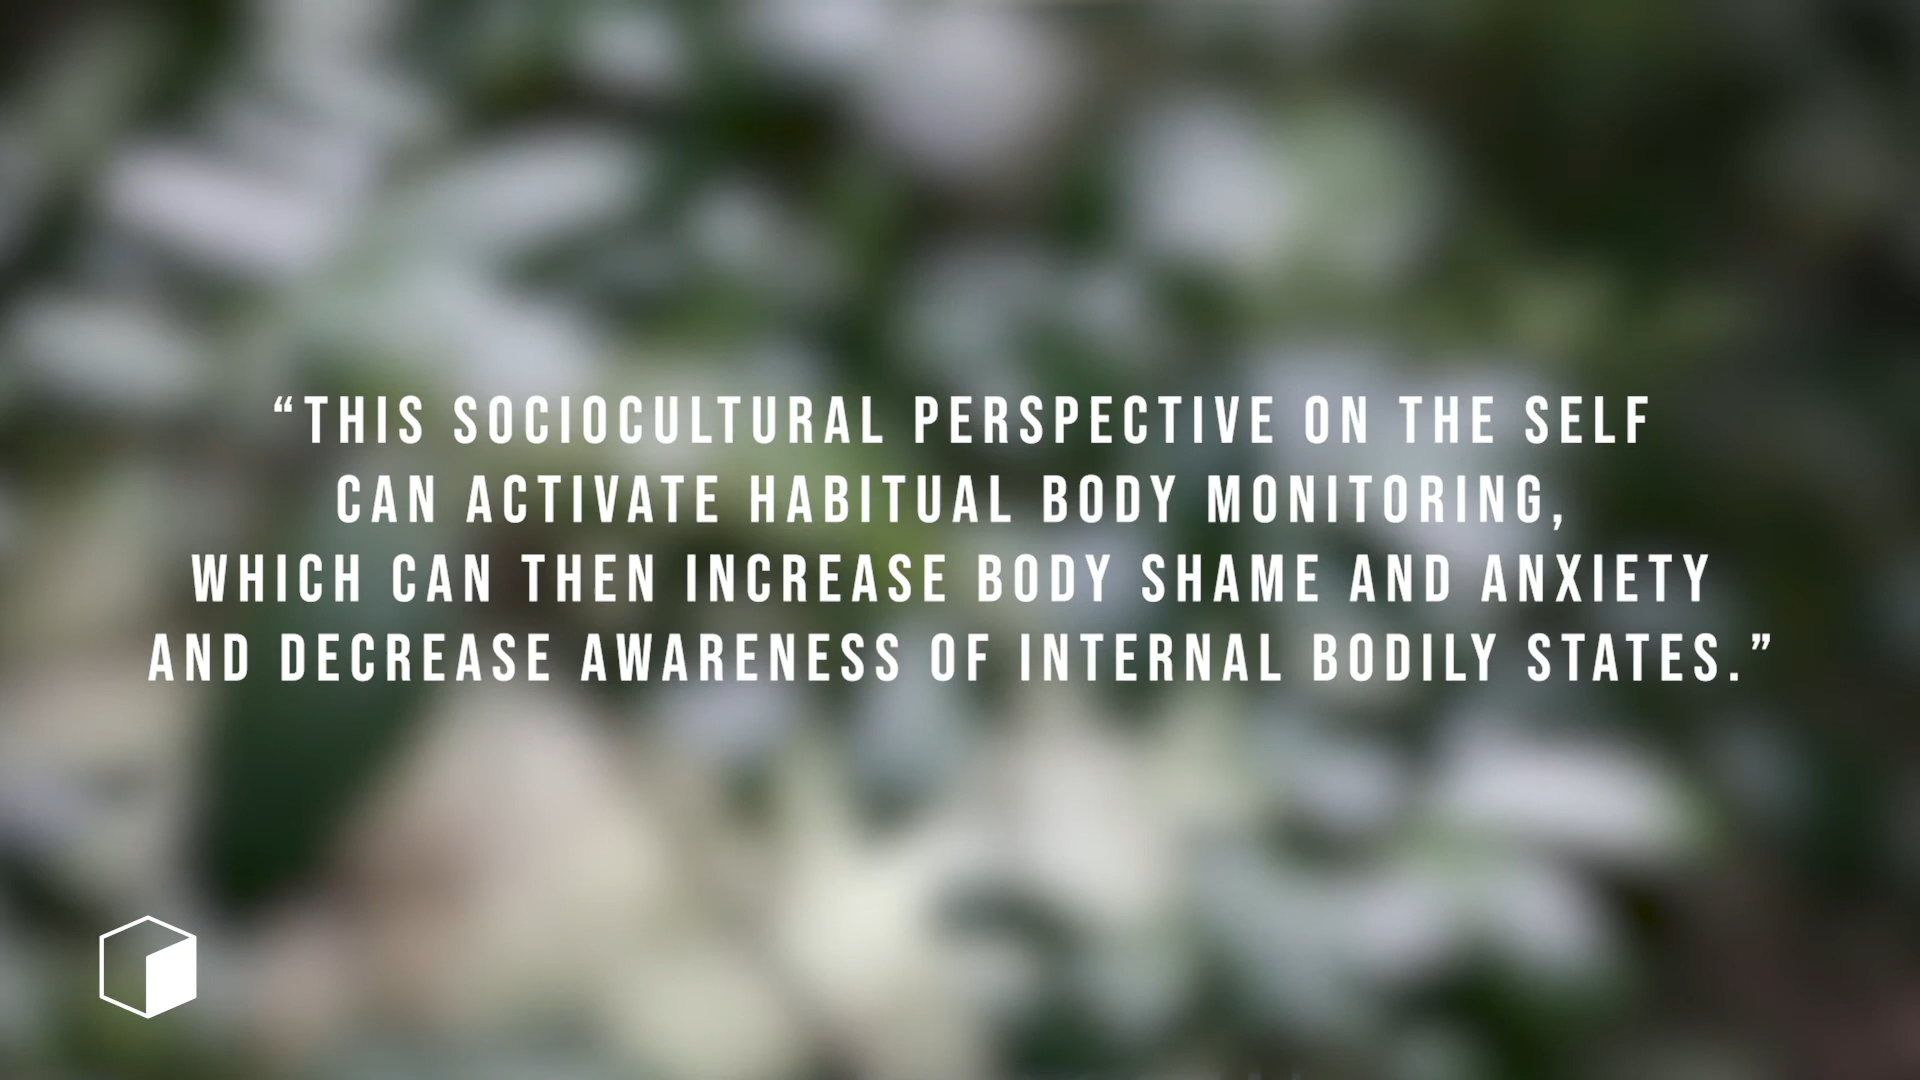 “THIS SOCIOCULTURAL PERSPECTIVE ON THE SELF
CAN ACTIVATE HABITUAL BODY MONITORING,
WHICH CAN THEN INCREASE BODY SHAME AND ANXIETY
AND DECREASE AWARENESS OF INTERNAL BODILY STATES.”